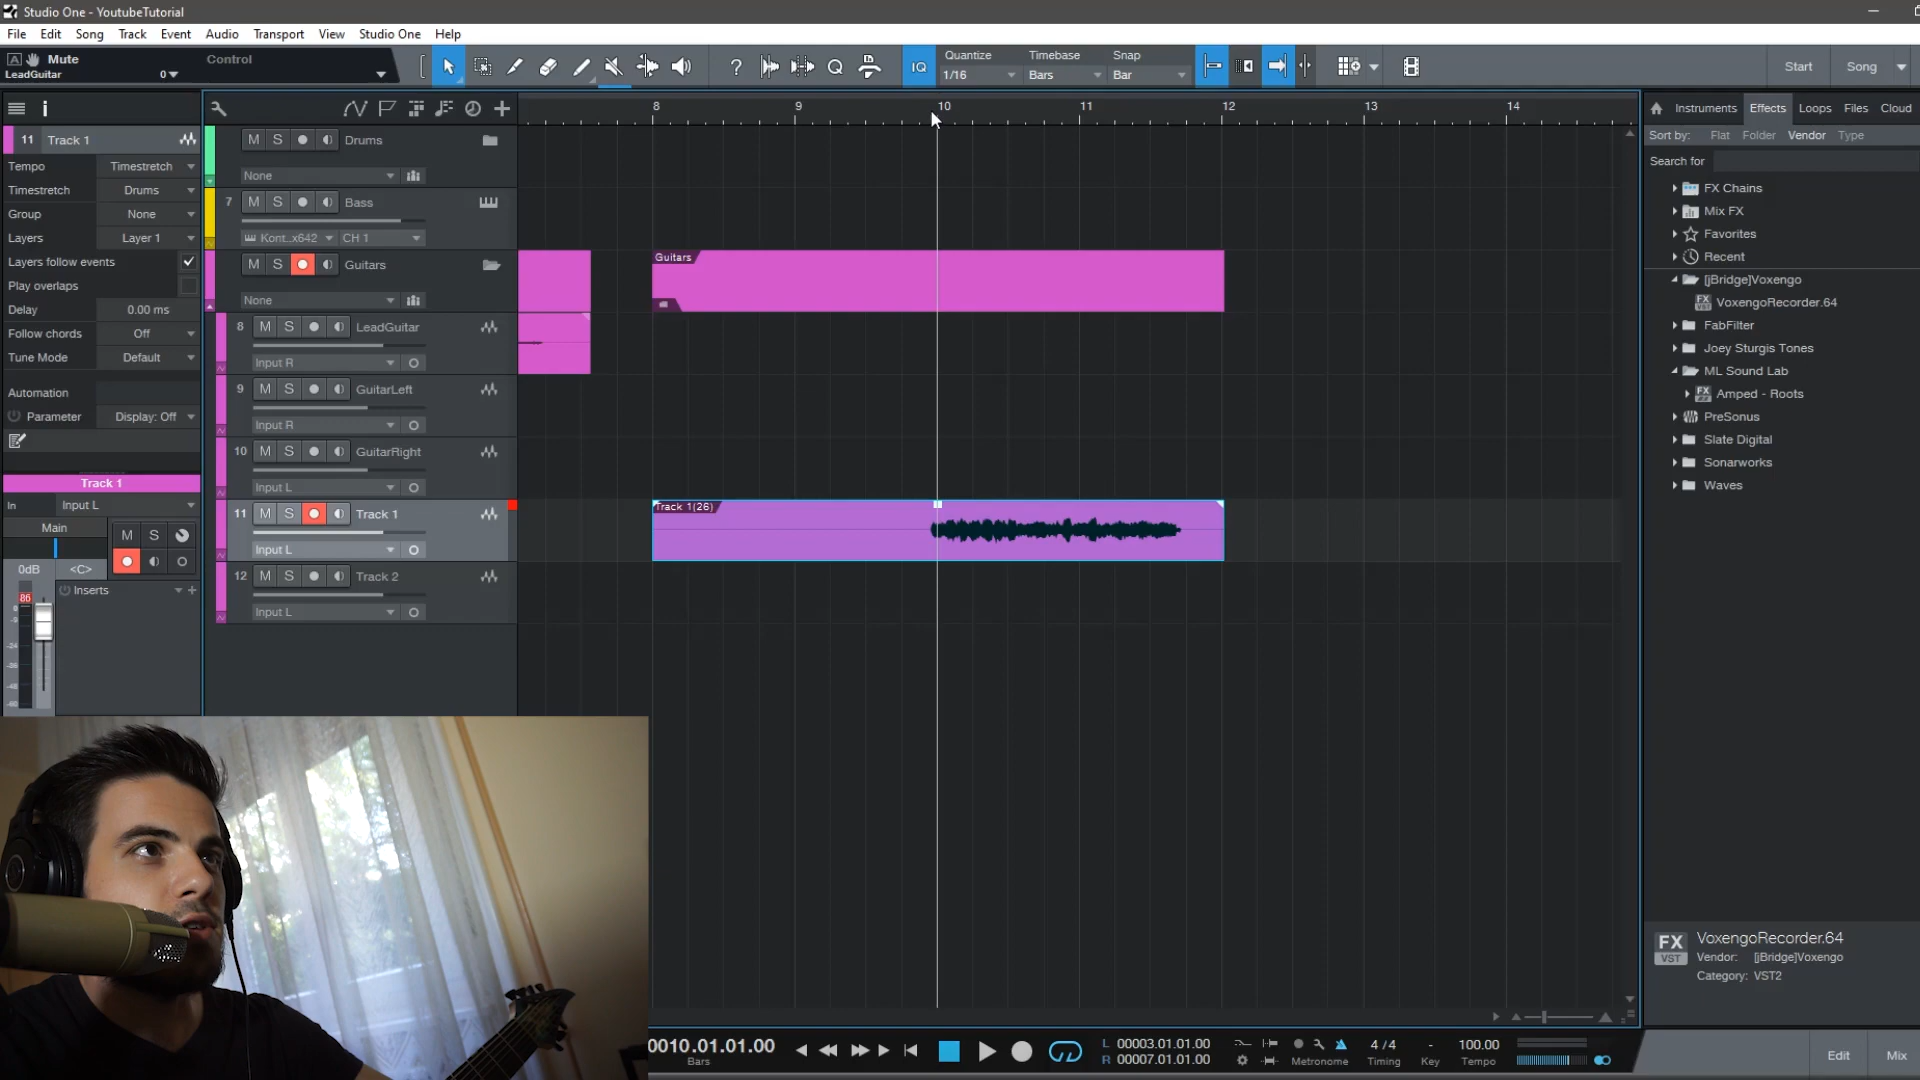 Studio One - YoutubeTutorial
File Edit Song Track Event Audio Transport View Studio One Help
A Mute Control
LeadGuitar 0
? Q IQ
Quantize Timebase Snap
1/16 Bars Bar
Start Song
i
8 9 10 11 12 13 14
Instruments Effects Loops Files Cloud
Sort by: Flat Folder Vendor Type
Search for
11 Track 1
Tempo Timestretch
Timestretch Drums
Group None
Layers Layer 1
Layers follow events
Play overlaps
Delay 0.00 ms
Follow chords Off
Tune Mode Default
Automation
Parameter Display: Off
Track 1
In Input L
Main
M S
0dB <C>
Inserts
86
M S Drums
None
7 M S Bass
Kont..x642 CH 1
M S Guitars
None
8 M S LeadGuitar
Input R
9 M S GuitarLeft
Input R
10 M S GuitarRight
Input L
11 M S Track 1
Input L
12 M S Track 2
Input L
Guitars
Track 1(26)
FX Chains
Mix FX
Favorites
Recent
[jBridge]Voxengo
VoxengoRecorder.64
FabFilter
Joey Sturgis Tones
ML Sound Lab
Amped - Roots
PreSonus
Slate Digital
Sonarworks
Waves
FX VST
VoxengoRecorder.64
Vendor: [jBridge]Voxengo
Category: VST2
0010.01.01.00
Bars
L 00003.01.01.00
R 00007.01.01.00
Metronome
4 / 4
Timing
-
Key
100.00
Tempo
Edit Mix